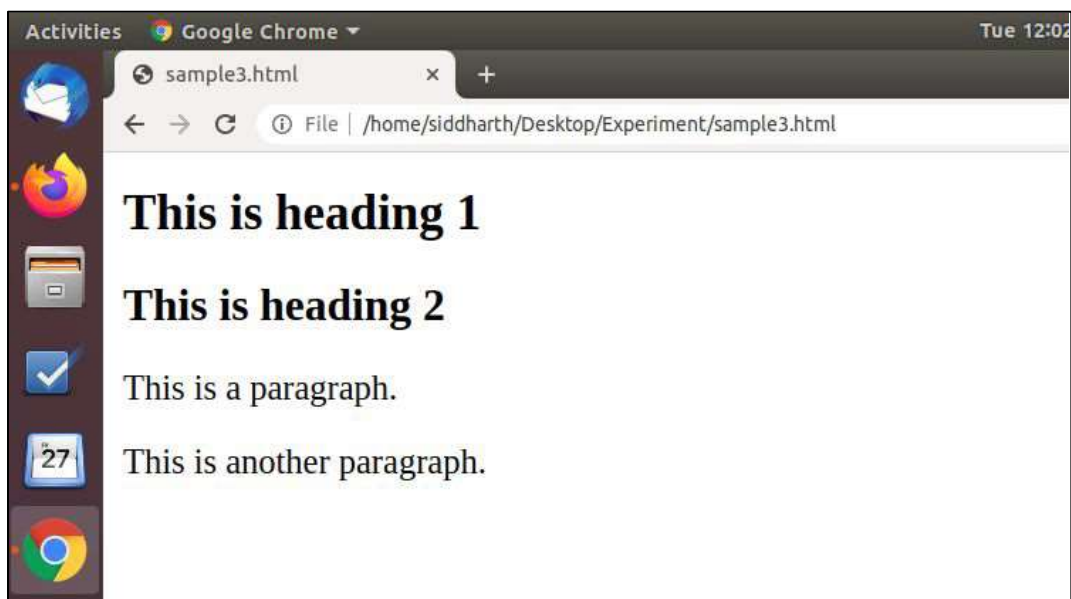 Activities Google Chrome Tue 12:02
sample3.html
File /home/siddharth/Desktop/Experiment/sample3.html
This is heading 1
This is heading 2
This is a paragraph.
This is another paragraph.
27